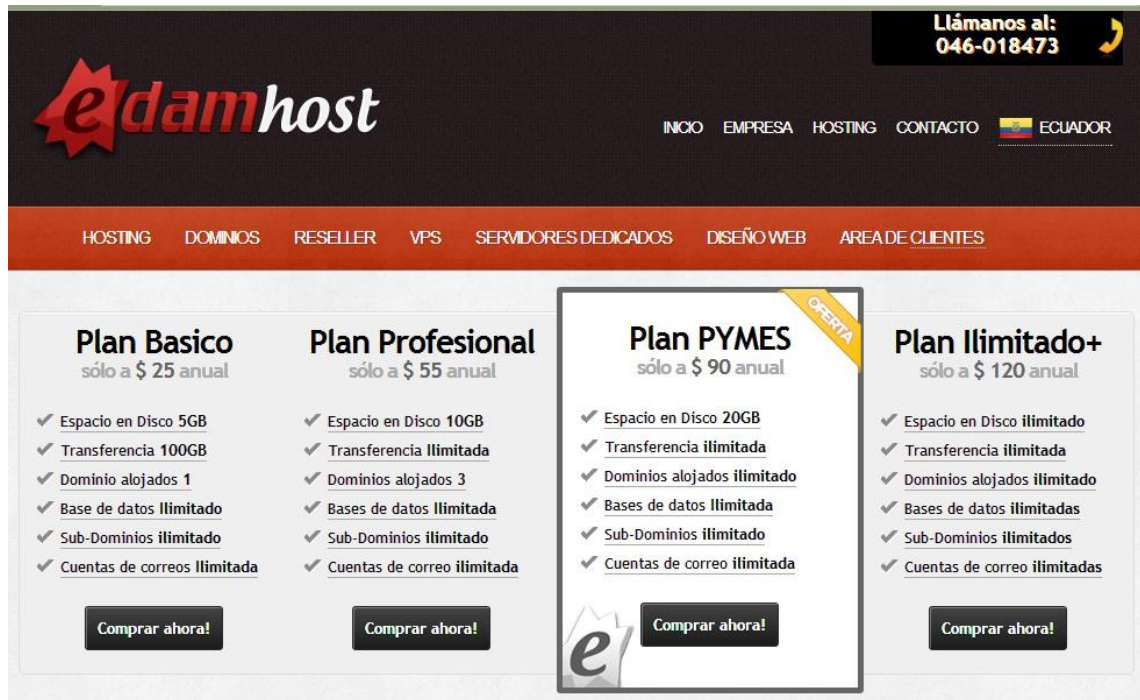 Llámanos al:
046-018473
edamhost
INICIO EMPRESA HOSTING CONTACTO ECUADOR
HOSTING DOMINIOS RESELLER VPS SERVIDORES DEDICADOS DISEÑO WEB AREA DE CLIENTES
Plan Basico
sólo a $ 25 anual
Espacio en Disco 5GB
Transferencia 100GB
Dominio alojados 1
Base de datos Ilimitado
Sub-Dominios ilimitado
Cuentas de correos Ilimitada
Comprar ahora!
Plan Profesional
sólo a $ 55 anual
Espacio en Disco 10GB
Transferencia Ilimitada
Dominios alojados 3
Bases de datos Ilimitada
Sub-Dominios ilimitado
Cuentas de correo ilimitada
Comprar ahora!
OFERTA
Plan PYMES
sólo a $ 90 anual
Espacio en Disco 20GB
Transferencia ilimitada
Dominios alojados ilimitado
Bases de datos Ilimitada
Sub-Dominios ilimitado
Cuentas de correo ilimitada
Comprar ahora!
e
Plan Ilimitado+
sólo a $ 120 anual
Espacio en Disco ilimitado
Transferencia ilimitada
Dominios alojados ilimitado
Bases de datos ilimitadas
Sub-Dominios ilimitados
Cuentas de correo ilimitadas
Comprar ahora!